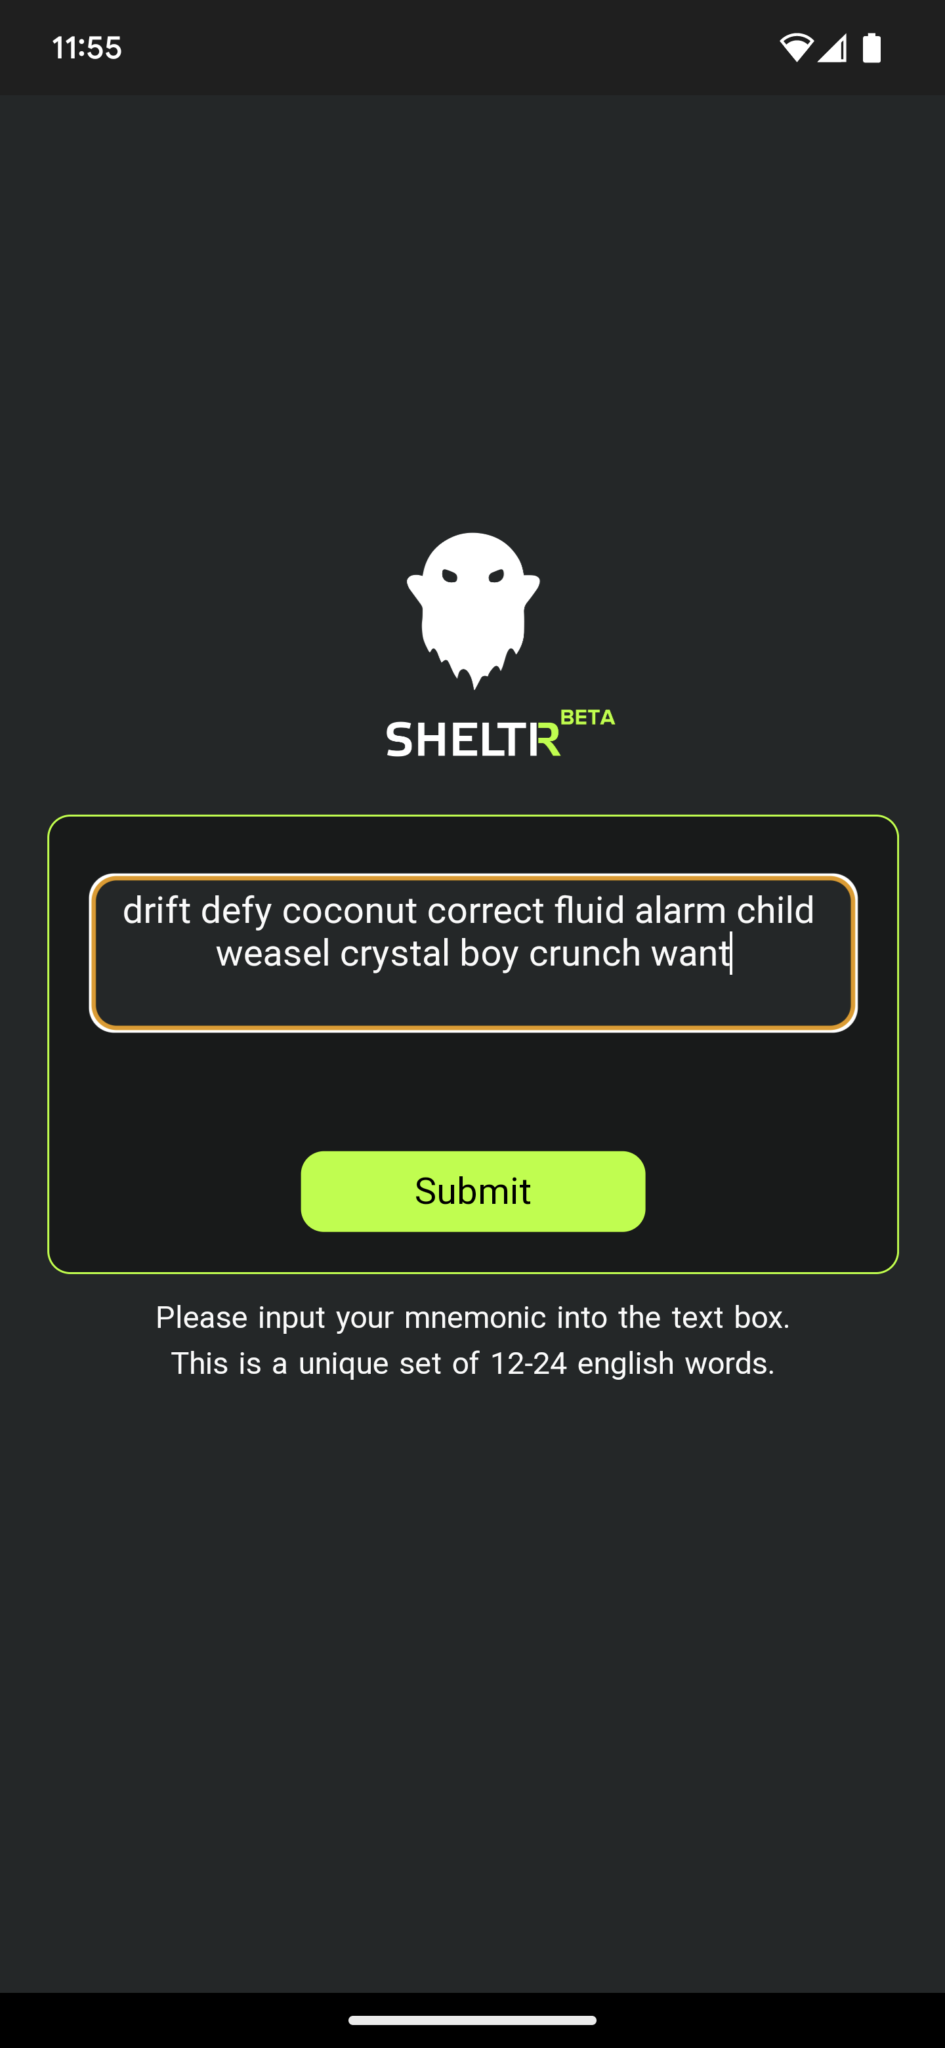 11:55
SHELTR BETA
drift defy coconut correct fluid alarm child
weasel crystal boy crunch want
Submit
Please input your mnemonic into the text box.
This is a unique set of 12-24 english words.